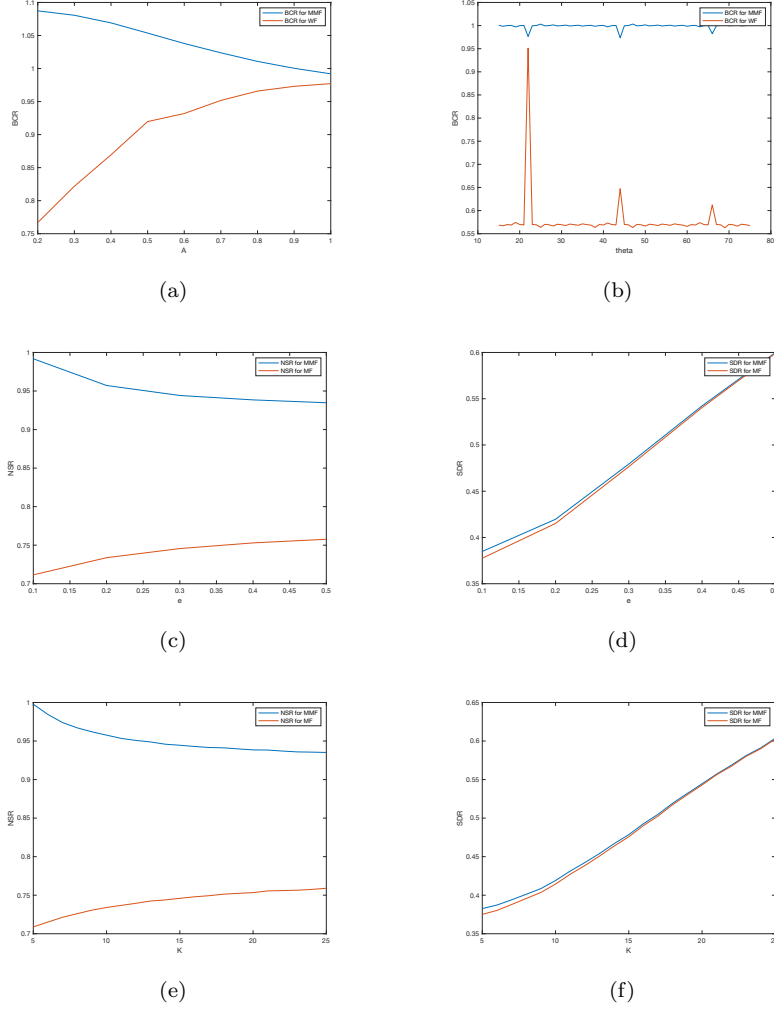 1.1
1.05
1
0.95
0.9
0.85
0.8
0.75
BCR
0.2 0.3 0.4 0.5 0.6 0.7 0.8 0.9 1
A
BCR for MMF
BCR for WF
(a)
1.05
1
0.95
0.9
0.85
0.8
0.75
0.7
0.65
0.6
0.55
BCR
10 20 30 40 50 60 70 80
theta
BCR for MMF
BCR for WF
(b)
1
0.95
0.9
0.85
0.8
0.75
0.7
NSR
0.1 0.15 0.2 0.25 0.3 0.35 0.4 0.45 0.5
e
NSR for MMF
NSR for MF
(c)
0.6
0.55
0.5
0.45
0.4
0.35
SDR
0.1 0.15 0.2 0.25 0.3 0.35 0.4 0.45
e
SDR for MMF
SDR for MF
(d)
1
0.95
0.9
0.85
0.8
0.75
0.7
NSR
5 10 15 20 25
K
NSR for MMF
NSR for MF
(e)
0.65
0.6
0.55
0.5
0.45
0.4
0.35
SDR
5 10 15 20
K
SDR for MMF
SDR for MF
(f)